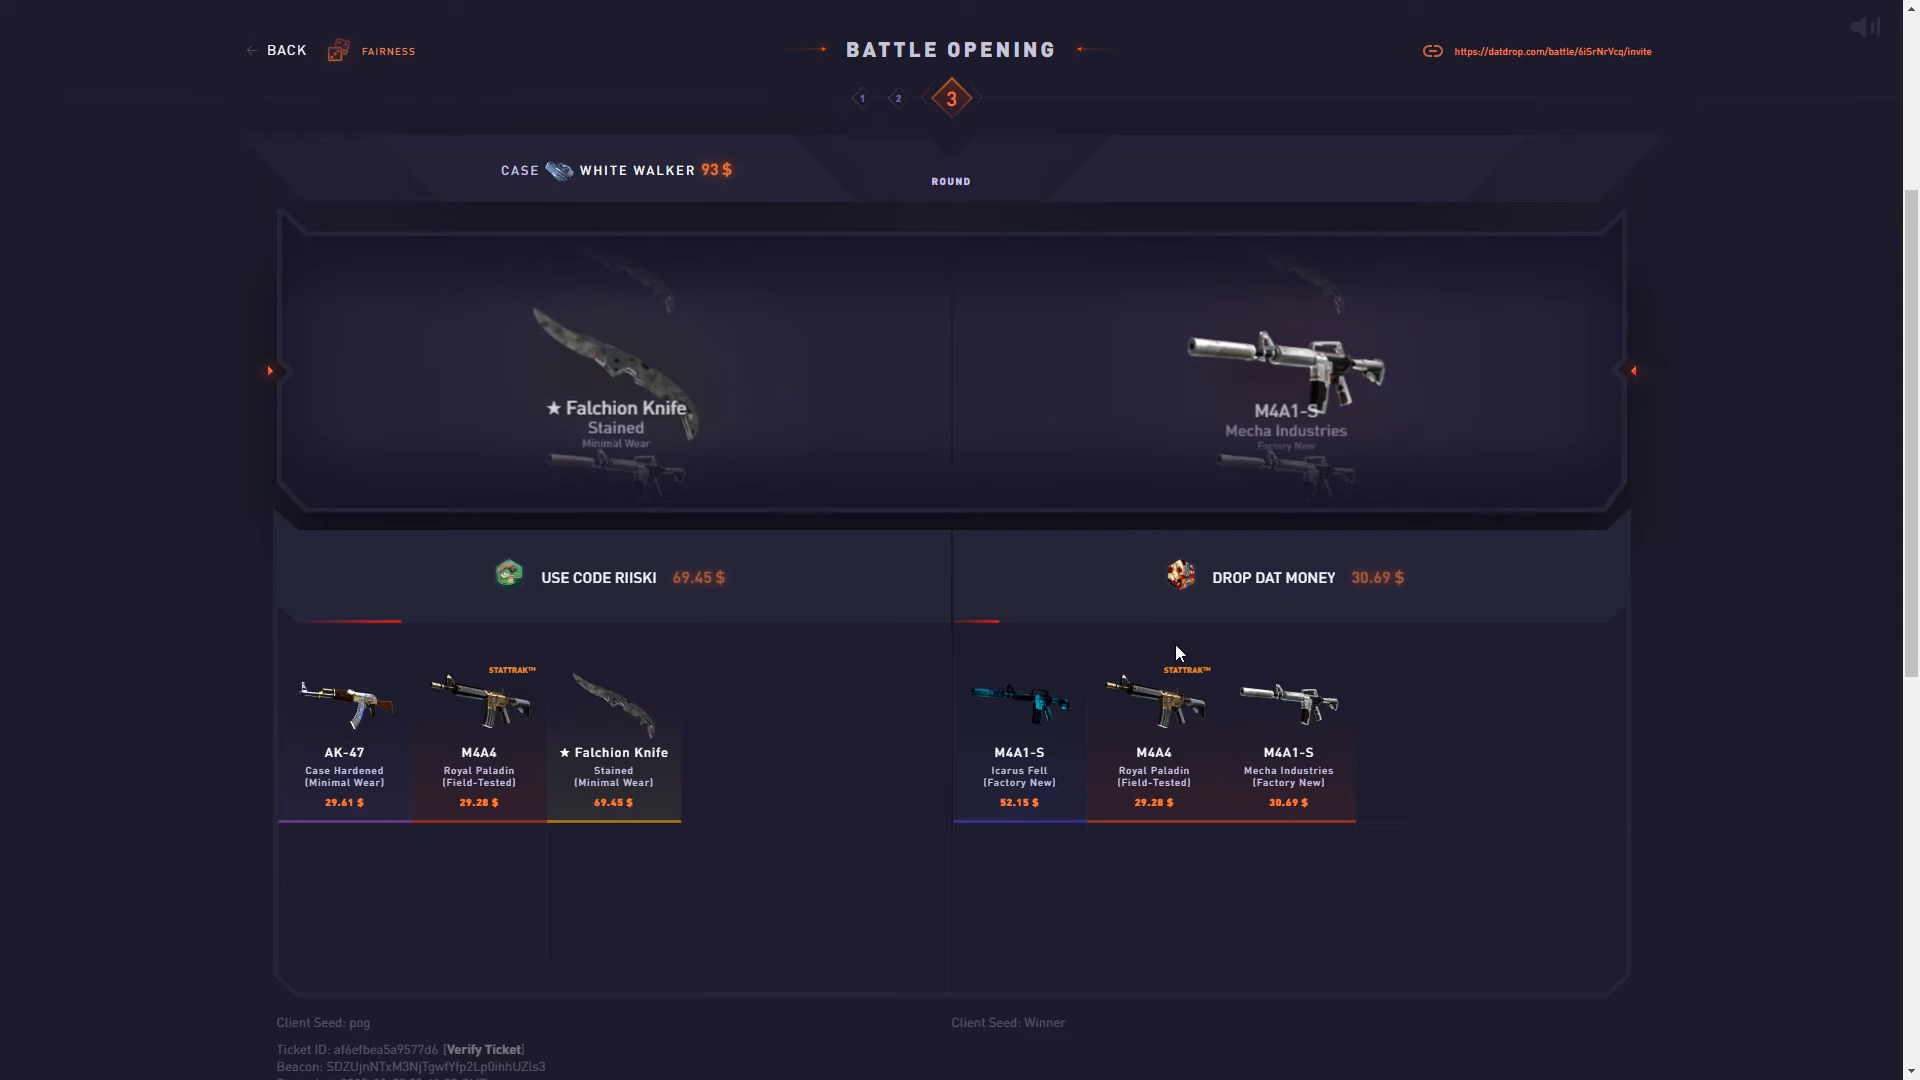 BACK
FAIRNESS
BATTLE OPENING
https://datdrop.com/battle/6iSrNrVcq/invite
1
2
3
CASE WHITE WALKER 93 $
ROUND
★ Falchion Knife
Stained
Minimal Wear
M4A1-S
Mecha Industries
Factory New
USE CODE RIISKI 69.45 $
DROP DAT MONEY 30.69 $
AK-47
Case Hardened
(Minimal Wear)
29.61 $
STATTRAK™
M4A4
Royal Paladin
(Field-Tested)
29.28 $
★ Falchion Knife
Stained
(Minimal Wear)
69.45 $
M4A1-S
Icarus Fell
(Factory New)
52.15 $
STATTRAK™
M4A4
Royal Paladin
(Field-Tested)
29.28 $
M4A1-S
Mecha Industries
(Factory New)
30.69 $
Client Seed: pog
Client Seed: Winner
Ticket ID: af6efbea5a9577d6 [Verify Ticket]
Beacon: SDZUjnNTxM3NjTgwfYfp2Lp0ihhUZls3